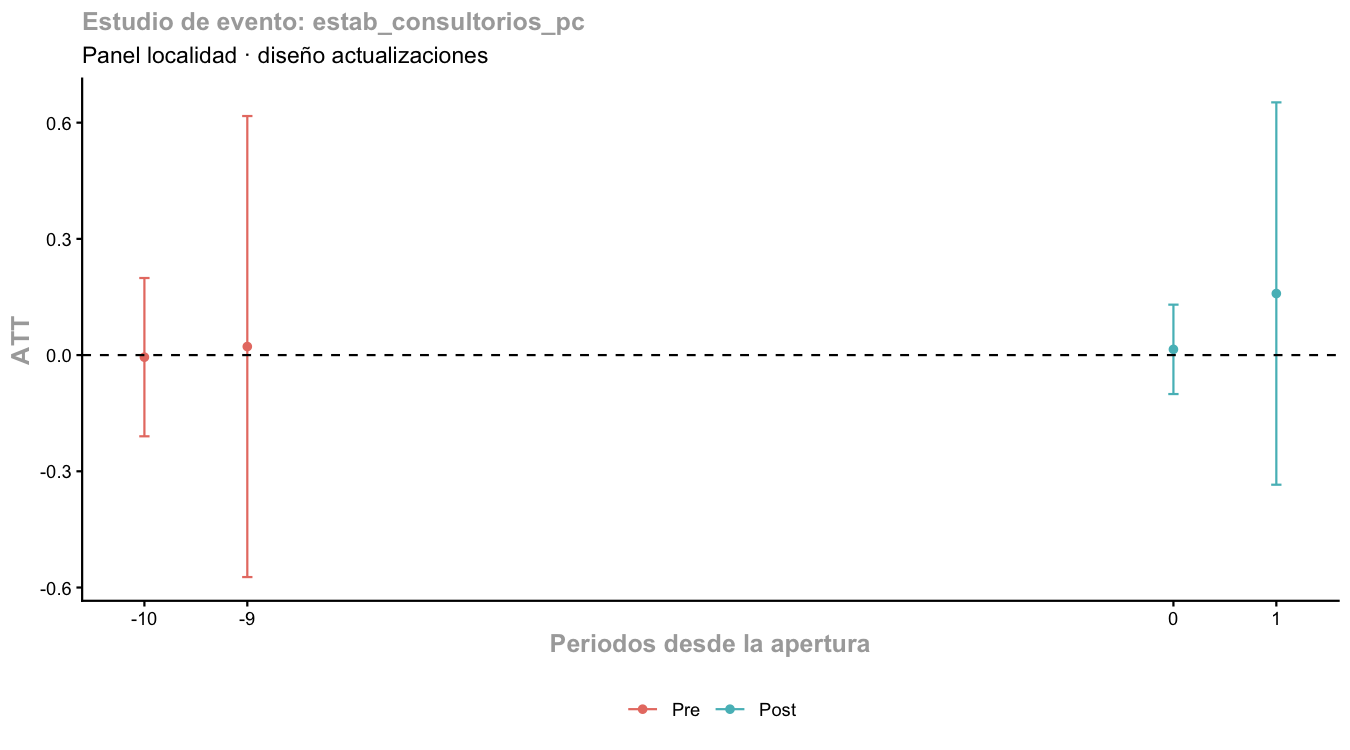 Estudio de evento: estab_consultorios_pc
Panel localidad · diseño actualizaciones
0.6
0.3
0.0
-0.3
-0.6
ATT
-10 -9 0 1
Periodos desde la apertura
Pre Post